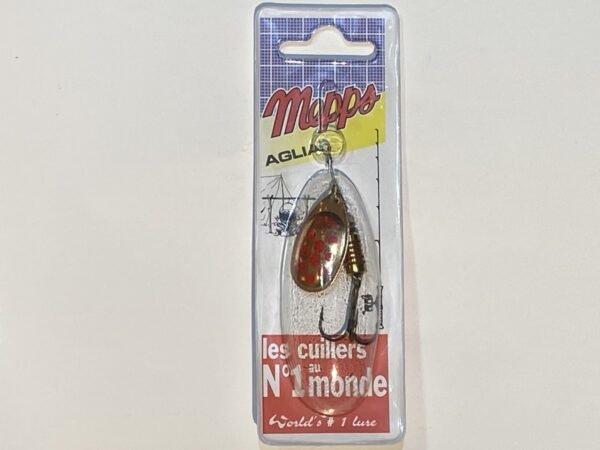 Mepps
AGLIA
les cuillers
N° 1 au monde
World's # 1 lure